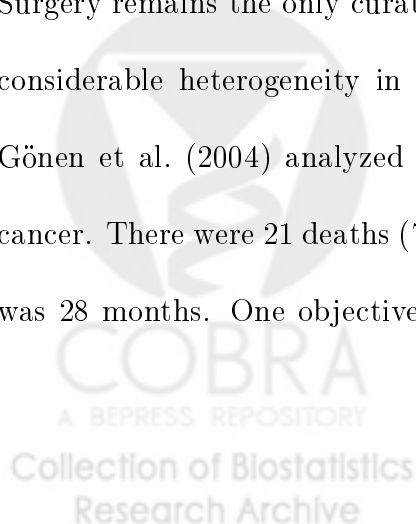 Surgery remains the only curat
considerable heterogeneity in
Gönen et al. (2004) analyzed
cancer. There were 21 deaths (
was 28 months. One objective
COBRA
A BEPRESS REPOSITORY
Collection of Biostatistics
Research Archive